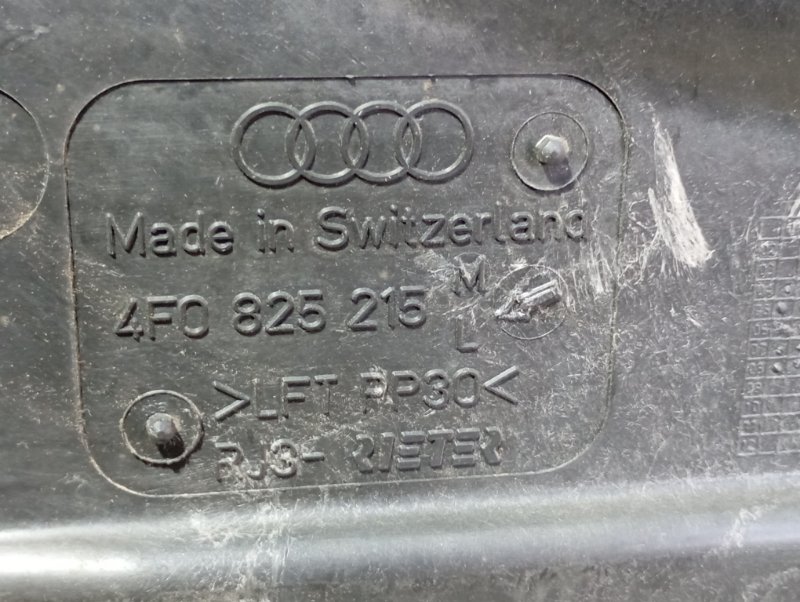 Made in Switzerland
4F0 825 215 M
L
>LFT PP30<
RJ3- RIETER